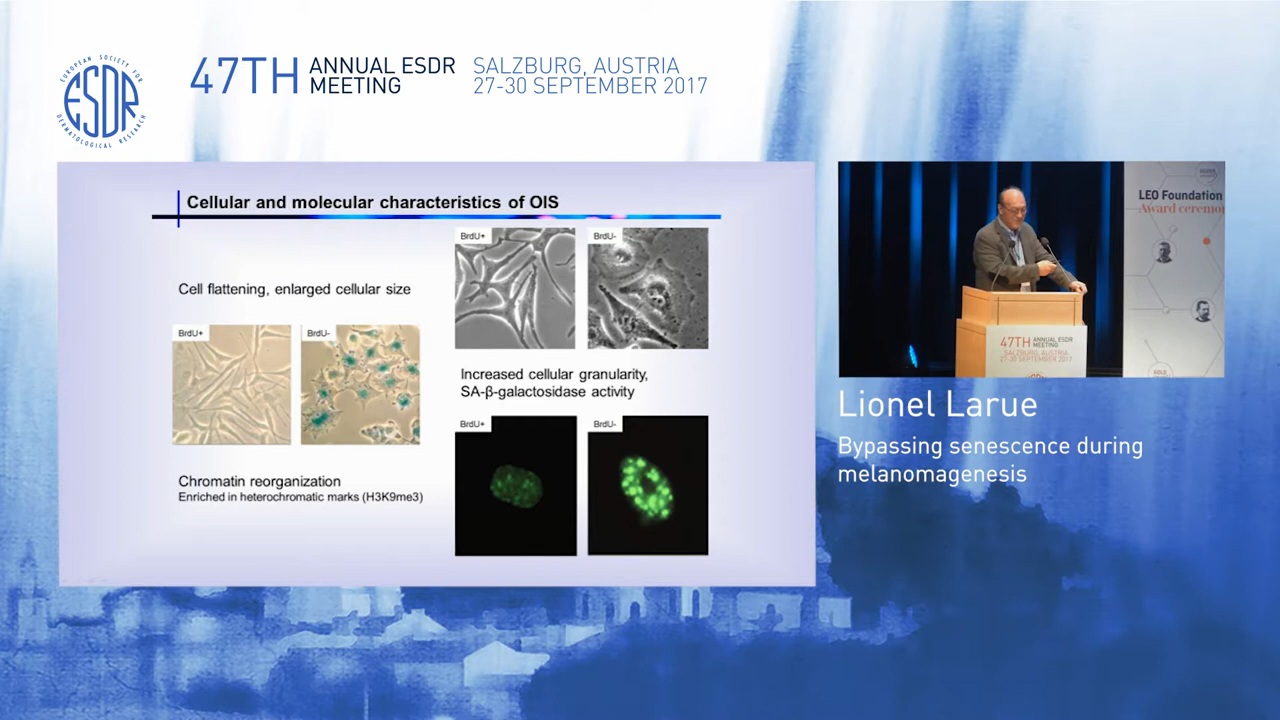 EUROPEAN SOCIETY FOR
ESDR
DERMATOLOGICAL RESEARCH
47TH ANNUAL ESDR MEETING
SALZBURG, AUSTRIA
27-30 SEPTEMBER 2017
Cellular and molecular characteristics of OIS
BrdU+
BrdU-
Cell flattening, enlarged cellular size
BrdU+
BrdU-
Increased cellular granularity,
SA-β-galactosidase activity
BrdU+
BrdU-
Chromatin reorganization
Enriched in heterochromatic marks (H3K9me3)
LEO Foundation
Award ceremo
47TH ANNUAL ESDR MEETING
SALZBURG, AUSTRIA
27-30 SEPTEMBER 2017
Lionel Larue
Bypassing senescence during
melanomagenesis